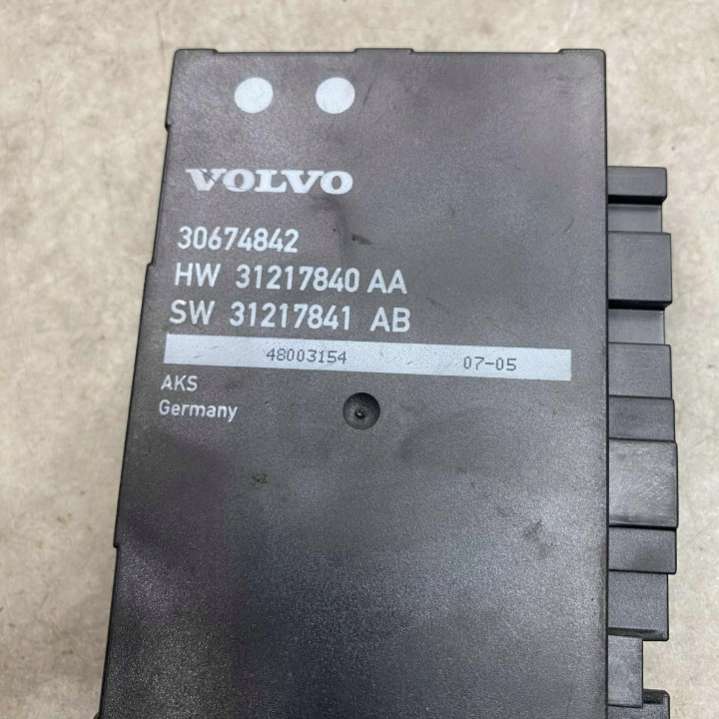 VOLVO
30674842
HW 31217840 AA
SW 31217841 AB
48003154 07-05
AKS
Germany